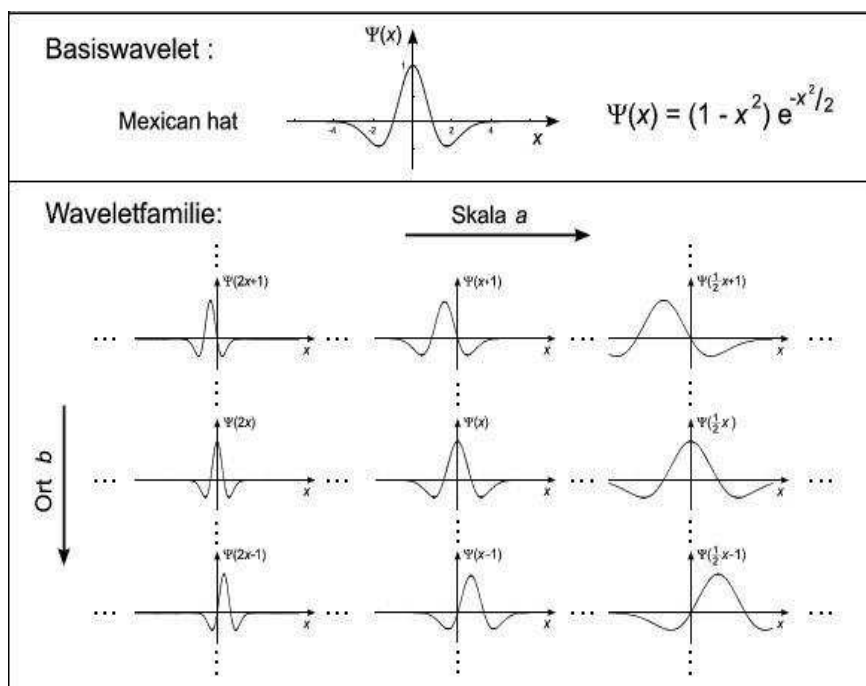 Basiswavelet :
Ψ(x)
1
-4 -2 2 4
x
Mexican hat
Ψ(x) = (1 - x²) e^-x²/2
Waveletfamilie:
Skala a
Ort b
Ψ(2x+1) Ψ(x+1) Ψ(½x+1)
... x ... x ... x ...
Ψ(2x) Ψ(x) Ψ(½x)
... x ... x ... x ...
Ψ(2x-1) Ψ(x-1) Ψ(½x-1)
... x ... x ... x ...